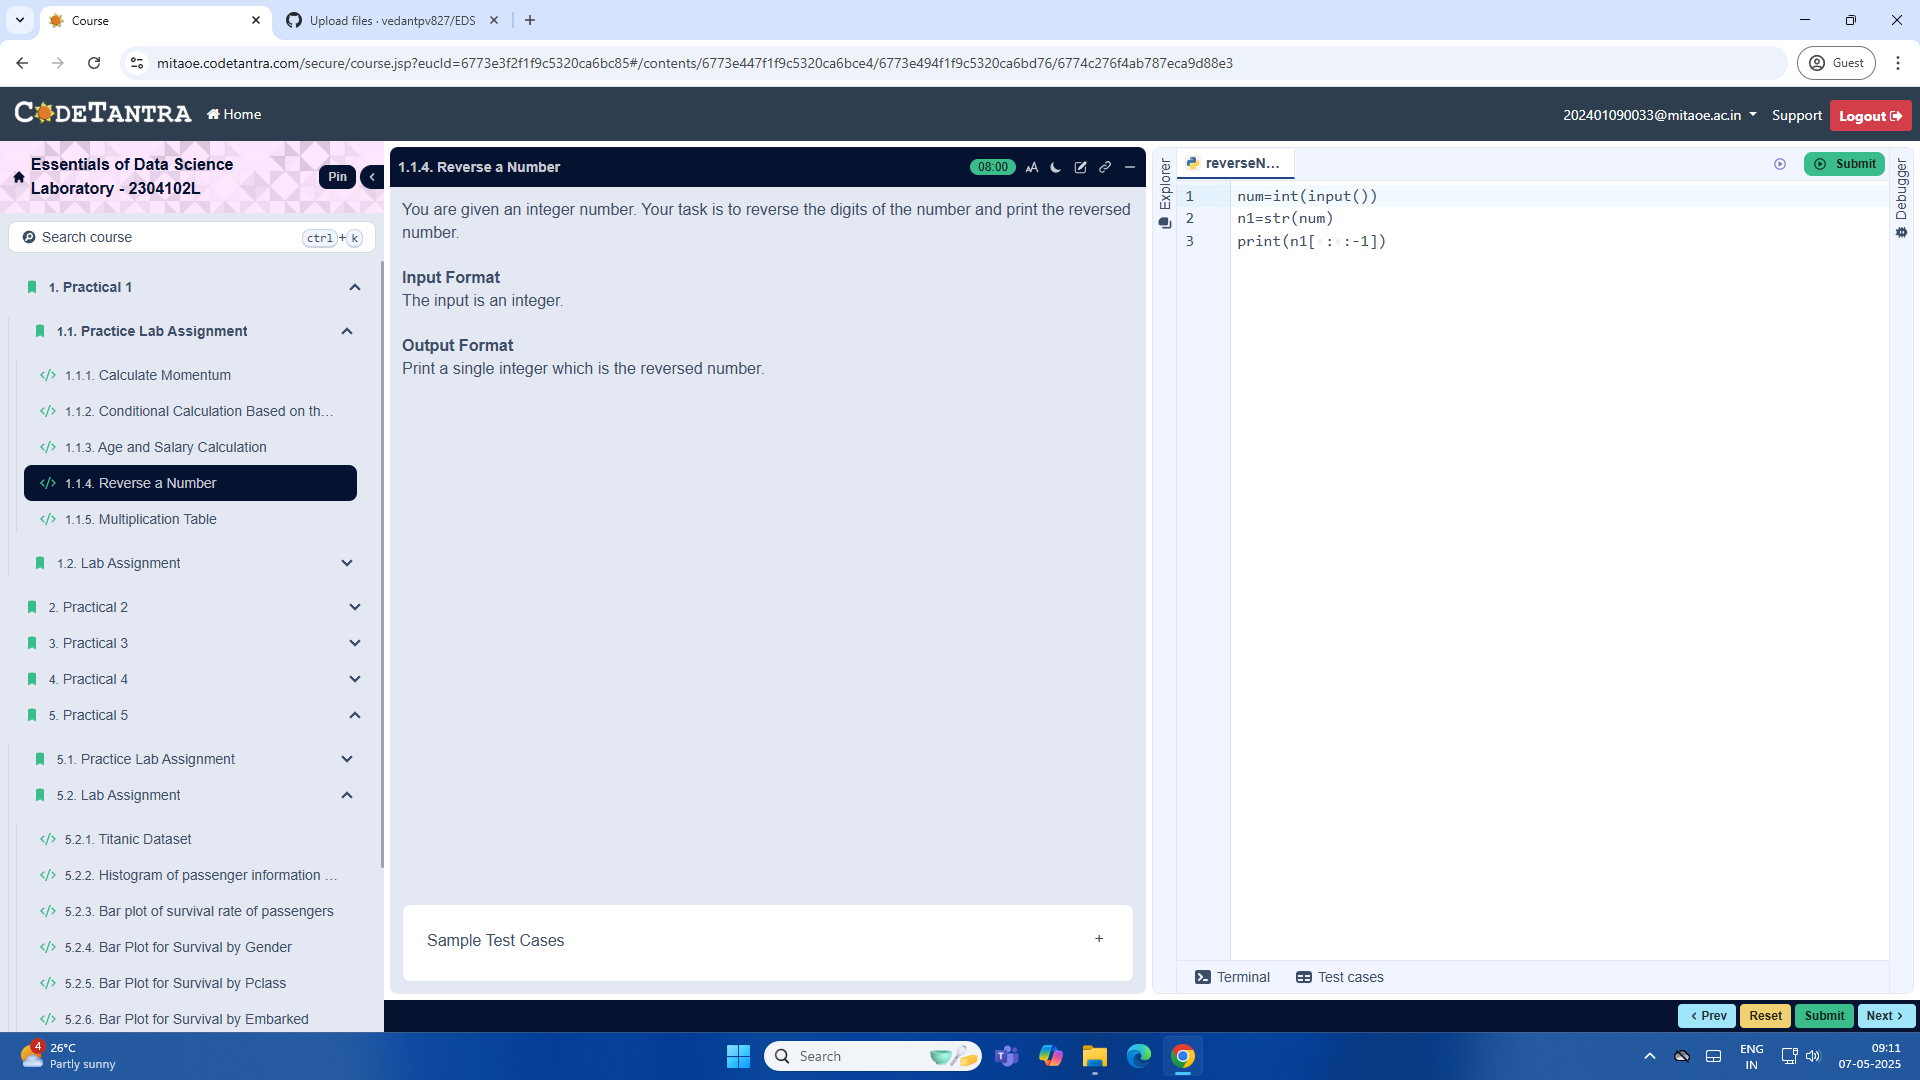 Course
Upload files · vedantpv827/EDS
mitaoe.codetantra.com/secure/course.jsp?eucId=6773e3f2f1f9c5320ca6bc85#/contents/6773e447f1f9c5320ca6bce4/6773e494f1f9c5320ca6bd76/6774c276f4ab787eca9d88e3
Guest
CODETANTRA
Home
202401090033@mitaoe.ac.in
Support
Logout
Essentials of Data Science
Laboratory - 2304102L
Pin
Search course
ctrl + k
1. Practical 1
1.1. Practice Lab Assignment
1.1.1. Calculate Momentum
1.1.2. Conditional Calculation Based on th...
1.1.3. Age and Salary Calculation
1.1.4. Reverse a Number
1.1.5. Multiplication Table
1.2. Lab Assignment
2. Practical 2
3. Practical 3
4. Practical 4
5. Practical 5
5.1. Practice Lab Assignment
5.2. Lab Assignment
5.2.1. Titanic Dataset
5.2.2. Histogram of passenger information ...
5.2.3. Bar plot of survival rate of passengers
5.2.4. Bar Plot for Survival by Gender
5.2.5. Bar Plot for Survival by Pclass
5.2.6. Bar Plot for Survival by Embarked
1.1.4. Reverse a Number
08:00
AA
You are given an integer number. Your task is to reverse the digits of the number and print the reversed
number.
Input Format
The input is an integer.
Output Format
Print a single integer which is the reversed number.
Sample Test Cases
+
Explorer
reverseN...
Submit
Debugger
1 num=int(input())
2 n1=str(num)
3 print(n1[ : :-1])
Terminal
Test cases
< Prev
Reset
Submit
Next >
4
26°C
Partly sunny
Search
ENG
IN
09:11
07-05-2025